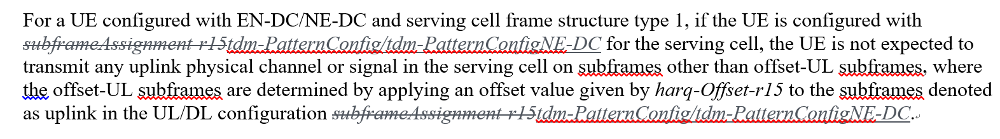 For a UE configured with EN-DC/NE-DC and serving cell frame structure type 1, if the UE is configured with
subframeAssignment-r15tdm-PatternConfig/tdm-PatternConfigNE-DC for the serving cell, the UE is not expected to
transmit any uplink physical channel or signal in the serving cell on subframes other than offset-UL subframes, where
the offset-UL subframes are determined by applying an offset value given by harq-Offset-r15 to the subframes denoted
as uplink in the UL/DL configuration subframeAssignment-r15tdm-PatternConfig/tdm-PatternConfigNE-DC.